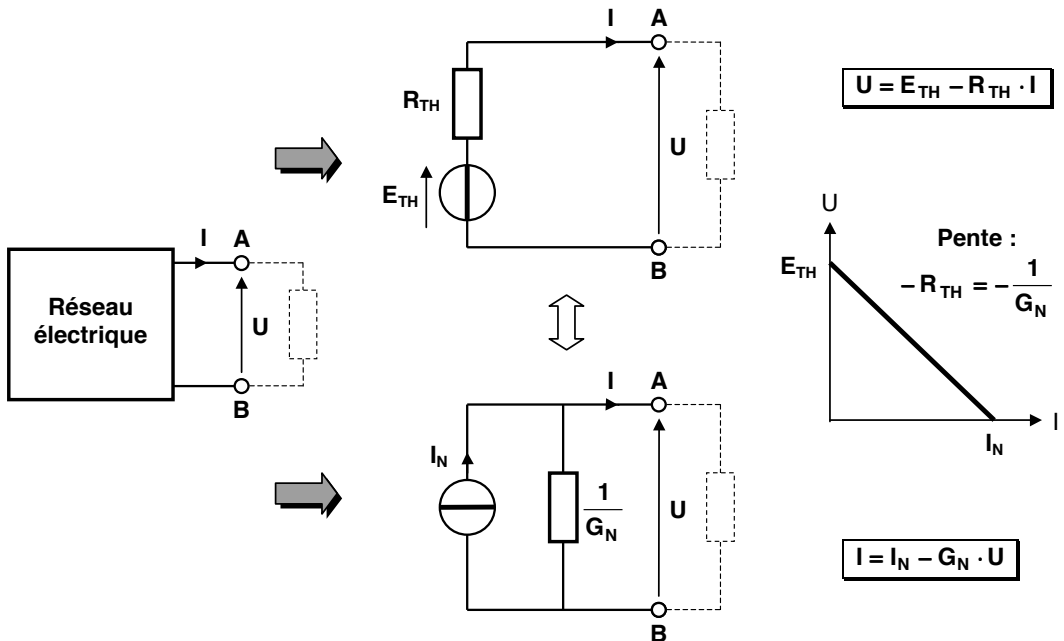 I
A
R_TH
E_TH
U
B
U = E_TH – R_TH · I
Réseau
électrique
I
A
U
B
U
E_TH
Pente :
– R_TH = – 1/G_N
I_N
I
I
A
I_N
1/G_N
U
B
I = I_N – G_N · U